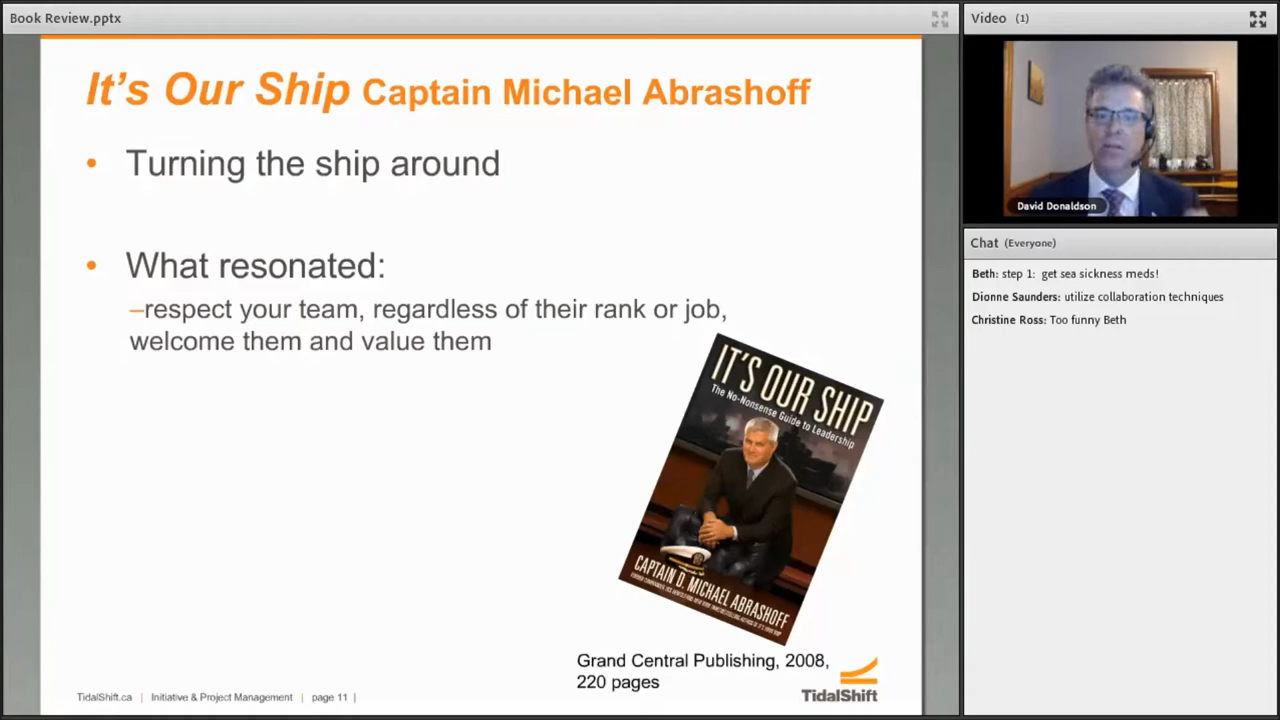 Book Review.pptx
It's Our Ship Captain Michael Abrashoff
• Turning the ship around
• What resonated:
–respect your team, regardless of their rank or job,
welcome them and value them
IT'S OUR SHIP
The No-Nonsense Guide to Leadership
CAPTAIN D. MICHAEL ABRASHOFF
Grand Central Publishing, 2008,
220 pages
TidalShift
TidalShift.ca | Initiative & Project Management | page 11 |
Video (1)
David Donaldson
Chat (Everyone)
Beth: step 1: get sea sickness meds!
Dionne Saunders: utilize collaboration techniques
Christine Ross: Too funny Beth